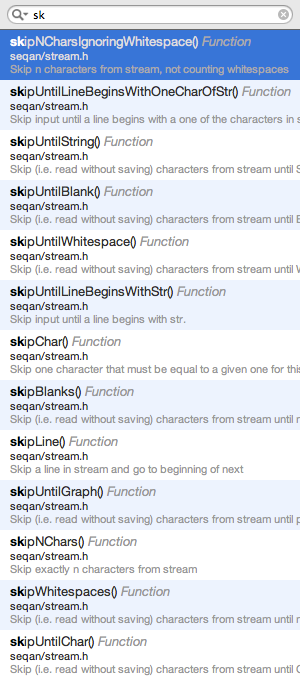 sk
skipNCharsIgnoringWhitespace() Function
seqan/stream.h
Skip n characters from stream, not counting whitespaces
skipUntilLineBeginsWithOneCharOfStr() Function
seqan/stream.h
Skip input until a line begins with a one of the characters in s
skipUntilString() Function
seqan/stream.h
Skip (i.e. read without saving) characters from stream until S
skipUntilBlank() Function
seqan/stream.h
Skip (i.e. read without saving) characters from stream until B
skipUntilWhitespace() Function
seqan/stream.h
Skip (i.e. read without saving) characters from stream until W
skipUntilLineBeginsWithStr() Function
seqan/stream.h
Skip input until a line begins with str.
skipChar() Function
seqan/stream.h
Skip one character that must be equal to a given one for this
skipBlanks() Function
seqan/stream.h
Skip (i.e. read without saving) characters from stream until n
skipLine() Function
seqan/stream.h
Skip a line in stream and go to beginning of next
skipUntilGraph() Function
seqan/stream.h
Skip (i.e. read without saving) characters from stream until p
skipNChars() Function
seqan/stream.h
Skip exactly n characters from stream
skipWhitespaces() Function
seqan/stream.h
Skip (i.e. read without saving) characters from stream until n
skipUntilChar() Function
seqan/stream.h
Skip (i.e. read without saving) characters from stream until C